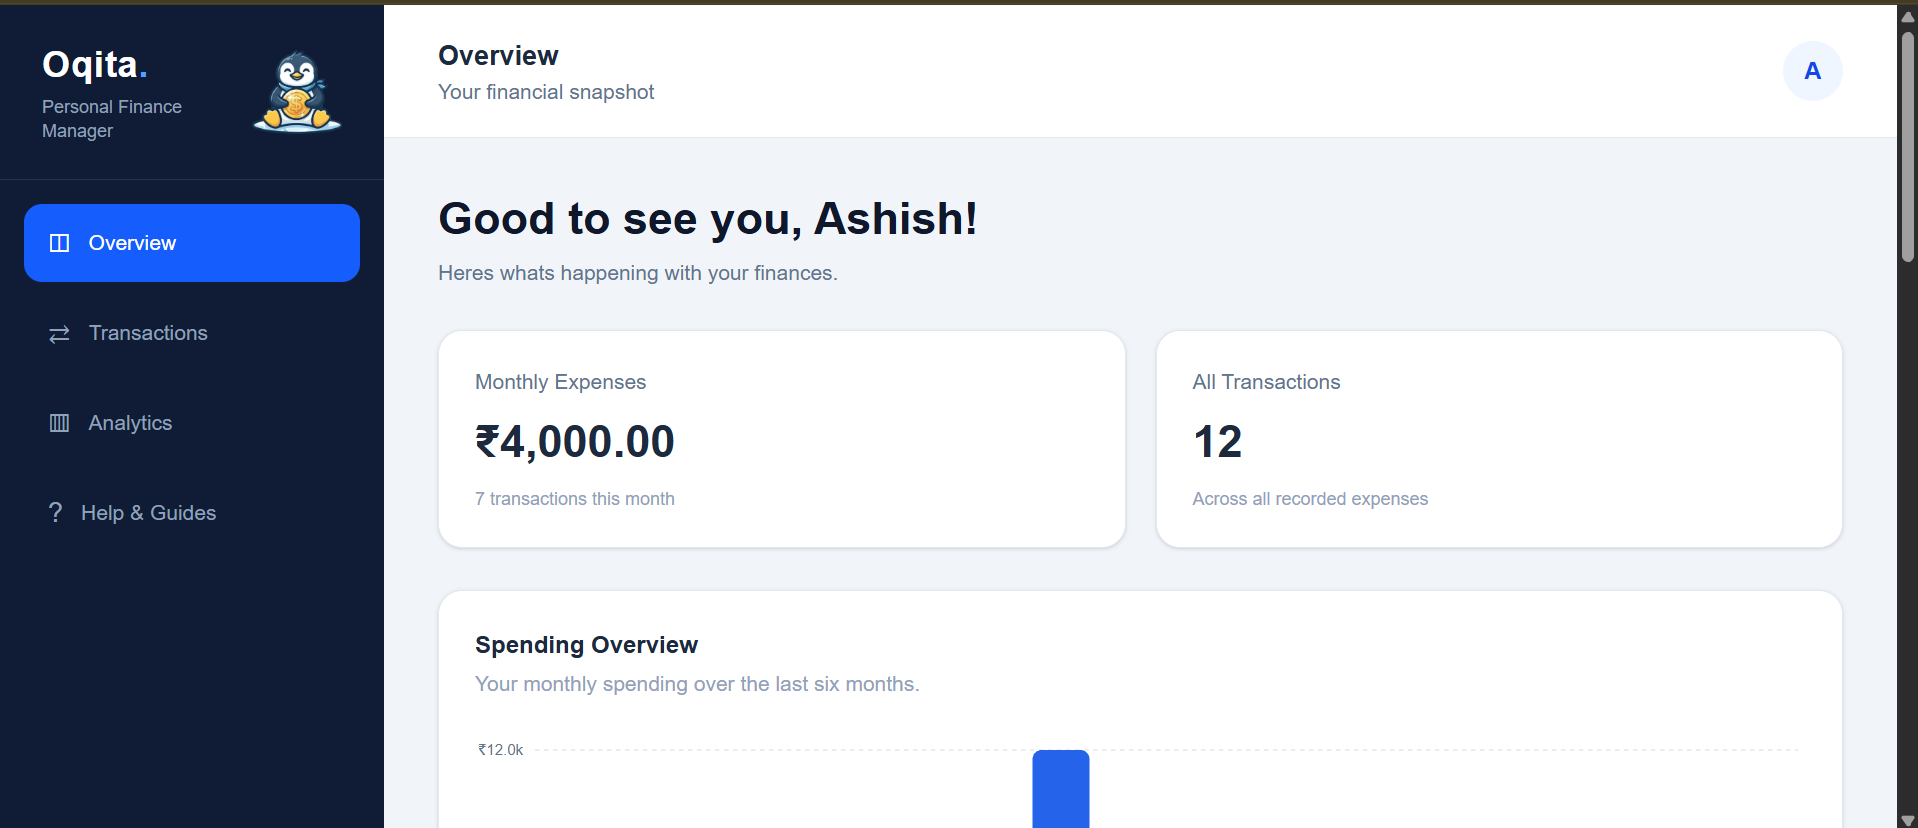 Oqita.
Personal Finance
Manager
Overview
Transactions
Analytics
? Help & Guides
Overview
Your financial snapshot
A
Good to see you, Ashish!
Heres whats happening with your finances.
Monthly Expenses
₹4,000.00
7 transactions this month
All Transactions
12
Across all recorded expenses
Spending Overview
Your monthly spending over the last six months.
₹12.0k